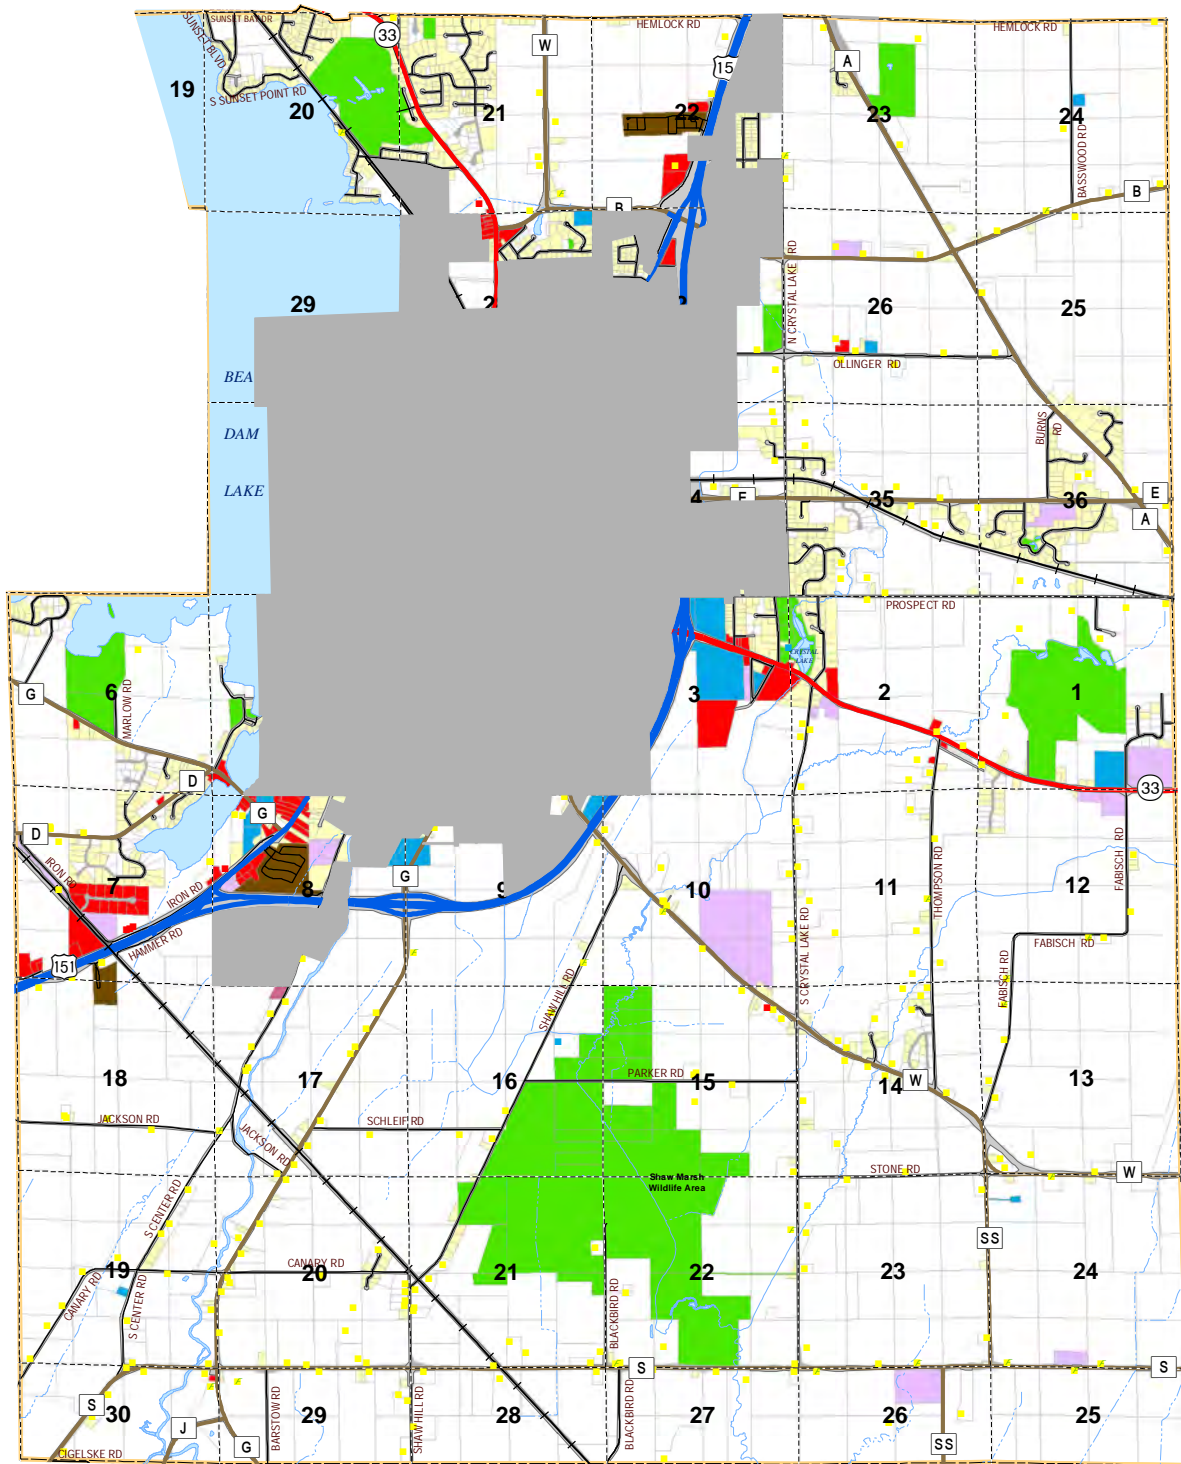 SUNSET BAY DR
SUNSET BLVD
HEMLOCK RD
HEMLOCK RD
33
W
15
A
19
S SUNSET POINT RD
20
21
22
23
24
BASSWOOD RD
B
B
N CRYSTAL LAKE RD
29
2
26
25
OLLINGER RD
BEA
DAM
LAKE
BURNS RD
4
35
36
E
A
PROSPECT RD
CRYSTAL
LAKE
6
MARLOW RD
G
3
2
1
D
33
G
D
IRON RD
7
IRON RD
8
G
9
10
11
THOMPSON RD
12
FABISCH RD
HAMMER RD
151
S CRYSTAL LAKE RD
FABISCH RD
FABISCH RD
SHAW HILL RD
18
17
16
PARKER RD
15
14
W
13
JACKSON RD
JACKSON RD
SCHLEIF RD
STONE RD
W
Shaw Marsh
Wildlife Area
S CENTER RD
SS
19
CANARY RD
20
21
22
23
24
CANARY RD
S CENTER RD
BLACKBIRD RD
S
S
S
30
J
G
BARSTOW RD
29
SHAW HILL RD
28
BLACKBIRD RD
27
26
25
SS
CIGELSKE RD